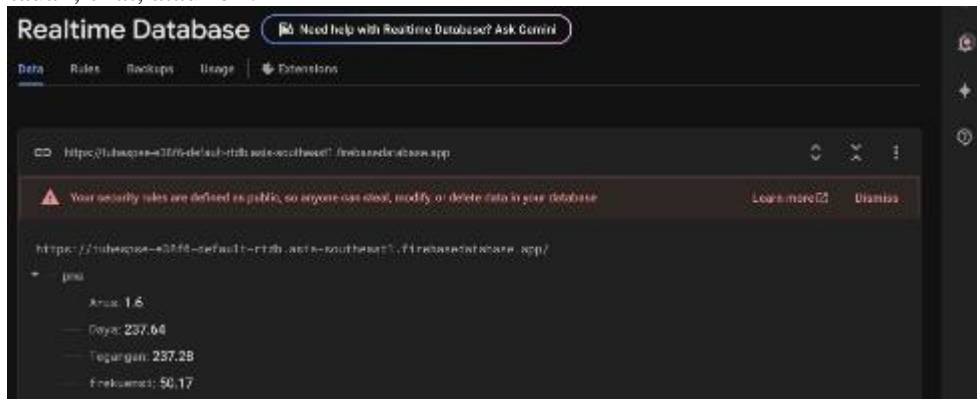 Realtime Database
Need help with Realtime Database? Ask Gemini
Data Rules Backups Usage Extensions
Your security rules are defined as public, so anyone can steal, modify, or delete data in your database
Learn more Dismiss
Arus: 1.6
Daya: 237.64
Tegangan: 237.28
frekuensi: 50.17